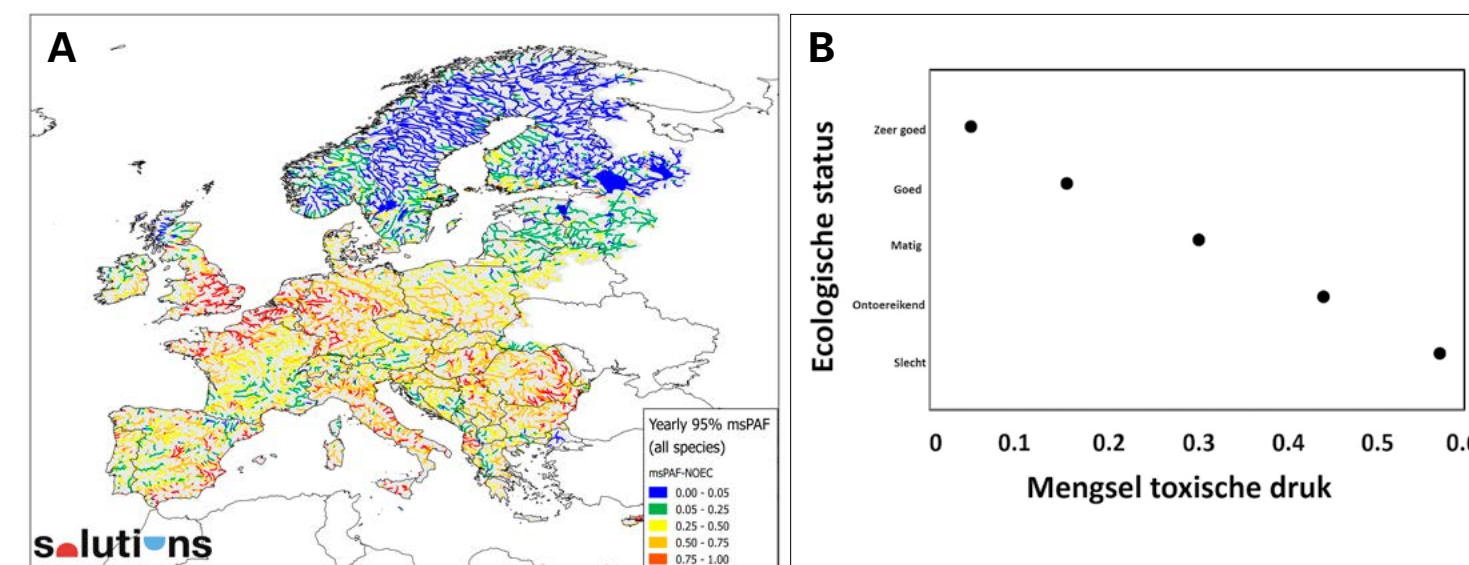 A
Yearly 95% msPAF
(all species)
msPAF-NOEC
0.00 - 0.05
0.05 - 0.25
0.25 - 0.50
0.50 - 0.75
0.75 - 1.00
solutions
B
Ecologische status
Zeer goed
Goed
Matig
Ontoereikend
Slecht
0 0.1 0.2 0.3 0.4 0.5 0.
Mengsel toxische druk